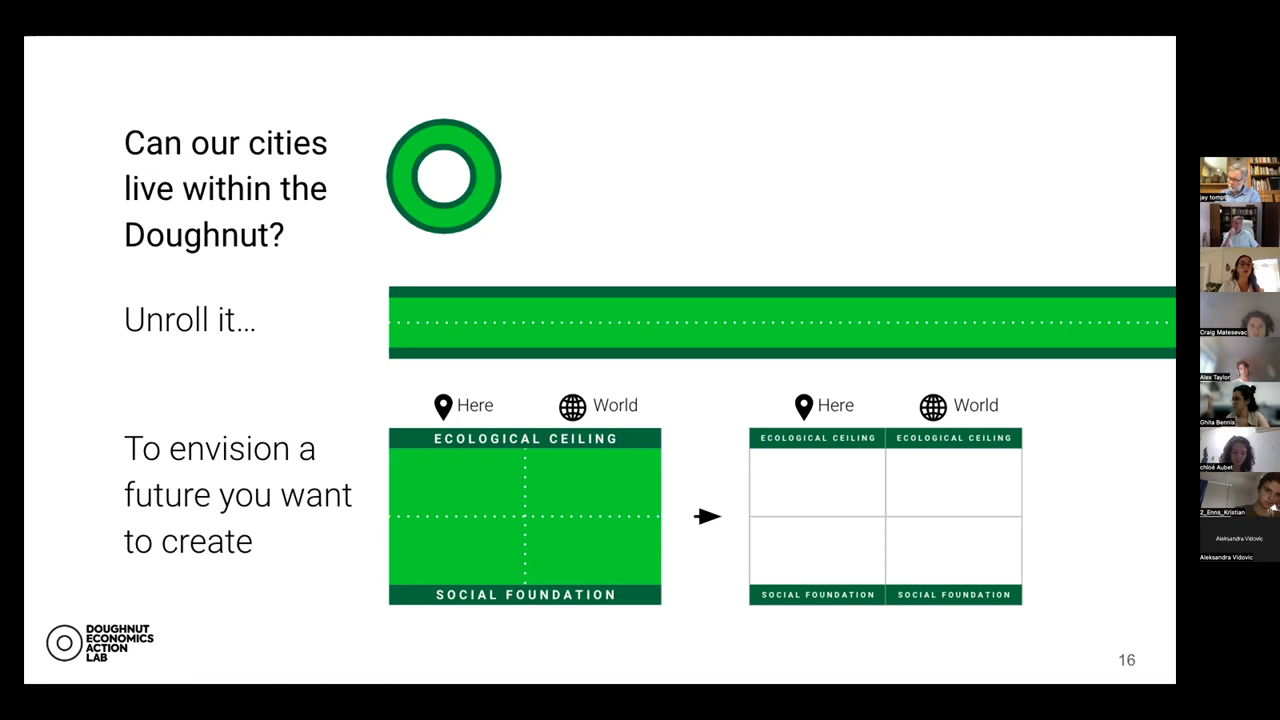 Can our cities
live within the
Doughnut?
Unroll it...
Here
World
Here
World
ECOLOGICAL CEILING
ECOLOGICAL CEILING
ECOLOGICAL CEILING
To envision a
future you want
to create
SOCIAL FOUNDATION
SOCIAL FOUNDATION
SOCIAL FOUNDATION
DOUGHNUT
ECONOMICS
ACTION
LAB
16
jay tomp
Craig Matesevac
Alex Taylor
Ghita Bennis
chloé Aubet
2_Enns_Kristian
Aleksandra Vidovic
Aleksandra Vidovic